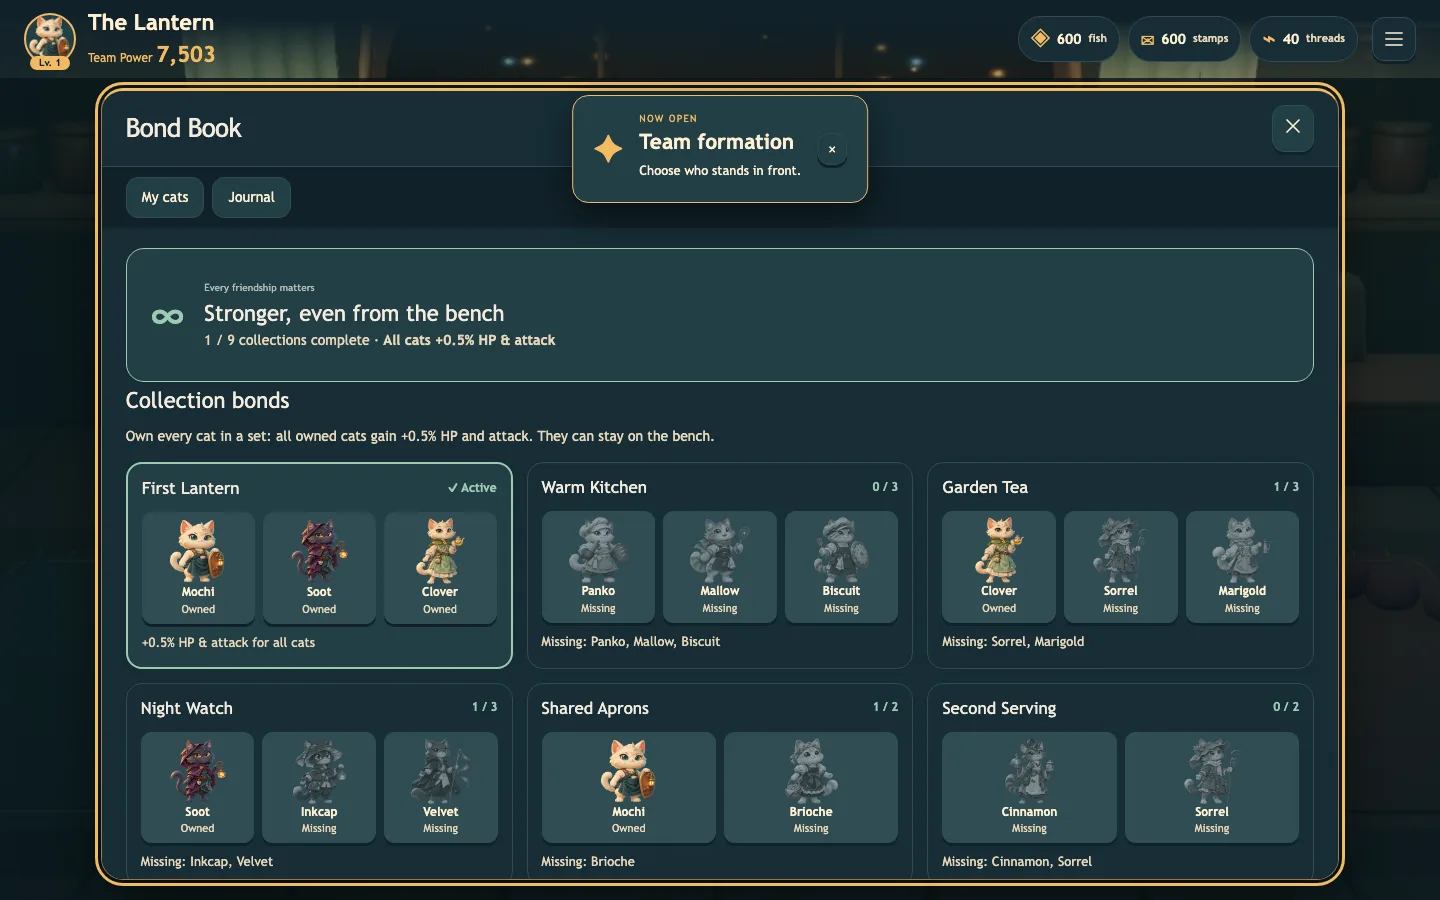 The Lantern
Team Power 7,503
Lv. 1
600 fish
600 stamps
40 threads
Bond Book
NOW OPEN
Team formation
Choose who stands in front.
My cats
Journal
Every friendship matters
Stronger, even from the bench
1 / 9 collections complete · All cats +0.5% HP & attack
Collection bonds
Own every cat in a set: all owned cats gain +0.5% HP and attack. They can stay on the bench.
First Lantern
✓ Active
Mochi
Owned
Soot
Owned
Clover
Owned
+0.5% HP & attack for all cats
Warm Kitchen
0 / 3
Panko
Missing
Mallow
Missing
Biscuit
Missing
Missing: Panko, Mallow, Biscuit
Garden Tea
1 / 3
Clover
Owned
Sorrel
Missing
Marigold
Missing
Missing: Sorrel, Marigold
Night Watch
1 / 3
Soot
Owned
Inkcap
Missing
Velvet
Missing
Missing: Inkcap, Velvet
Shared Aprons
1 / 2
Mochi
Owned
Brioche
Missing
Missing: Brioche
Second Serving
0 / 2
Cinnamon
Missing
Sorrel
Missing
Missing: Cinnamon, Sorrel